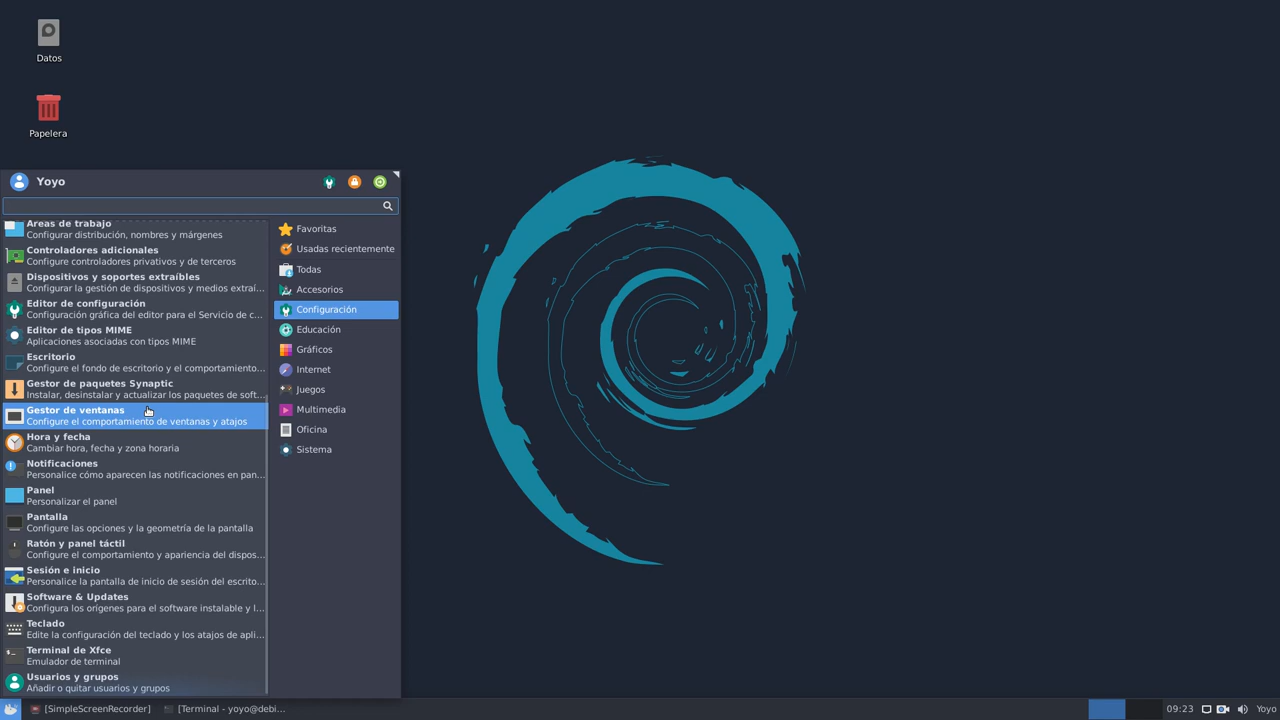 Datos
Papelera
Yoyo
Áreas de trabajo
Configurar distribución, nombres y márgenes
Controladores adicionales
Configure controladores privativos y de terceros
Dispositivos y soportes extraíbles
Configurar la gestión de dispositivos y medios extraí...
Editor de configuración
Configuración gráfica del editor para el Servicio de c...
Editor de tipos MIME
Aplicaciones asociadas con tipos MIME
Escritorio
Configure el fondo de escritorio y el comportamiento...
Gestor de paquetes Synaptic
Instalar, desinstalar y actualizar los paquetes de soft...
Gestor de ventanas
Configure el comportamiento de ventanas y atajos
Hora y fecha
Cambiar hora, fecha y zona horaria
Notificaciones
Personalice cómo aparecen las notificaciones en pan...
Panel
Personalizar el panel
Pantalla
Configure las opciones y la geometría de la pantalla
Ratón y panel táctil
Configure el comportamiento y apariencia del dispos...
Sesión e inicio
Personalice la pantalla de inicio de sesión del escrito...
Software & Updates
Configura los orígenes para el software instalable y l...
Teclado
Edite la configuración del teclado y los atajos de apli...
Terminal de Xfce
Emulador de terminal
Usuarios y grupos
Añadir o quitar usuarios y grupos
Favoritas
Usadas recientemente
Todas
Accesorios
Configuración
Educación
Gráficos
Internet
Juegos
Multimedia
Oficina
Sistema
[SimpleScreenRecorder]
[Terminal - yoyo@debi...
09:23
Yoyo